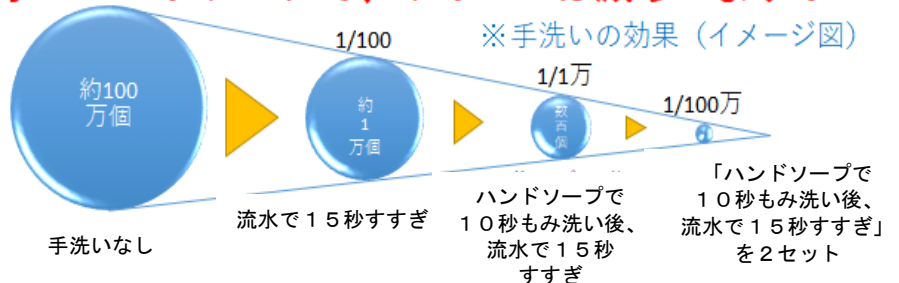 ※手洗いの効果（イメージ図）
約100
万個
手洗いなし
1/100
約
1
万個
流水で１５秒すすぎ
1/1万
数
百
個
ハンドソープで
１０秒もみ洗い後、
流水で１５秒
すすぎ
1/100万
「ハンドソープで
１０秒もみ洗い後、
流水で１５秒すすぎ」
を２セット